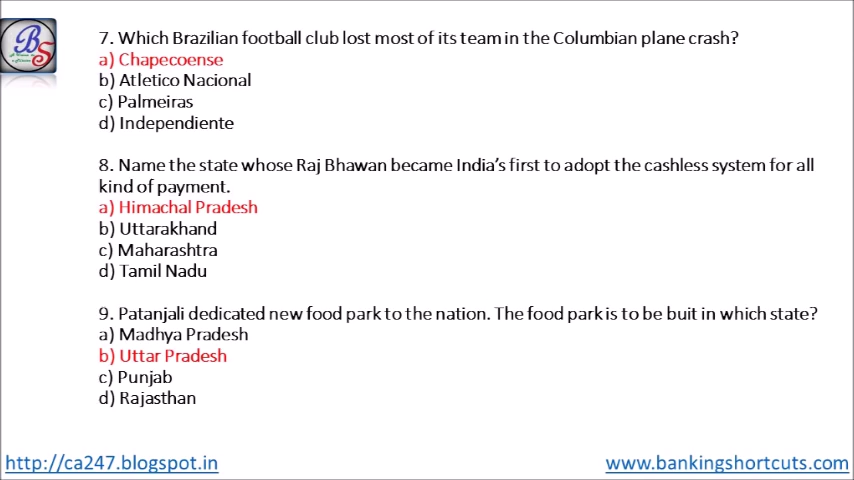 BS
7. Which Brazilian football club lost most of its team in the Columbian plane crash?
a) Chapecoense
b) Atletico Nacional
c) Palmeiras
d) Independiente
8. Name the state whose Raj Bhawan became India's first to adopt the cashless system for all
kind of payment.
a) Himachal Pradesh
b) Uttarakhand
c) Maharashtra
d) Tamil Nadu
9. Patanjali dedicated new food park to the nation. The food park is to be buit in which state?
a) Madhya Pradesh
b) Uttar Pradesh
c) Punjab
d) Rajasthan
http://ca247.blogspot.in
www.bankingshortcuts.com